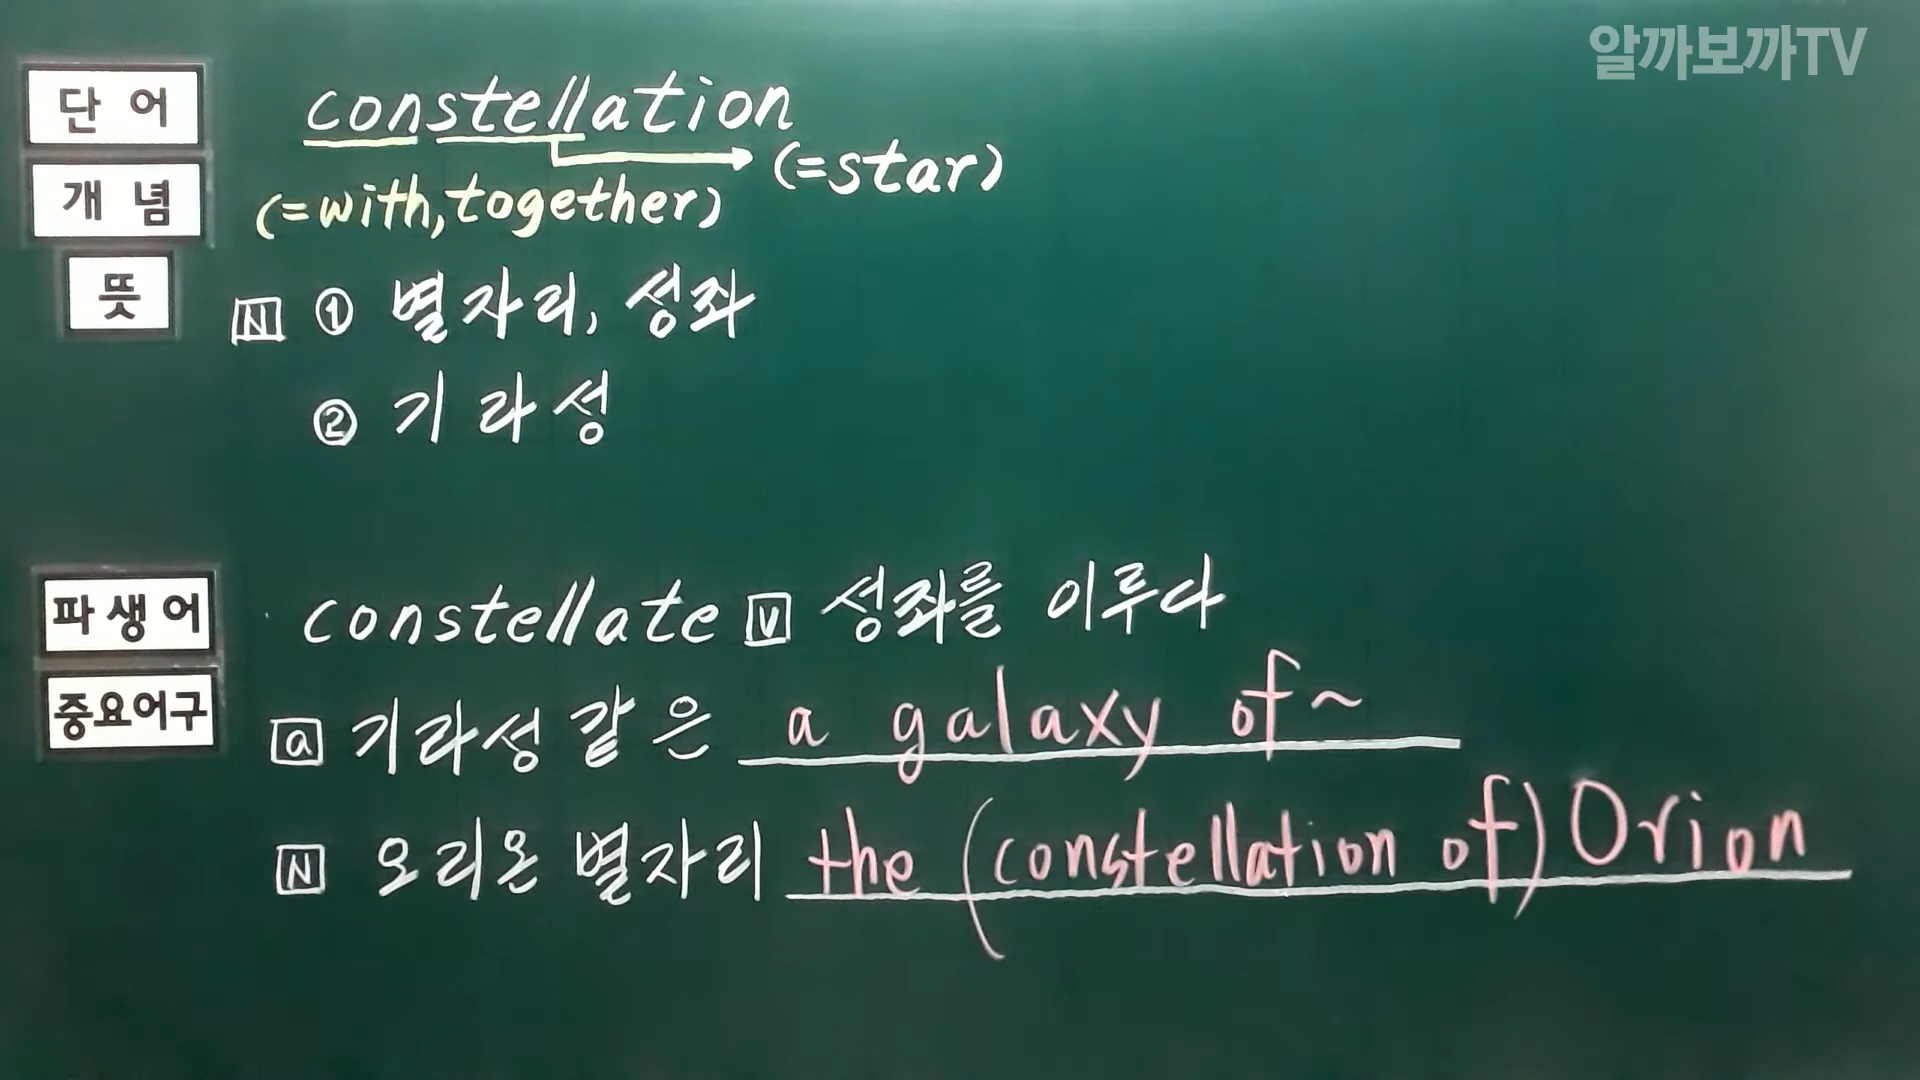 알까보까TV
단어 constellation
(=star)
개념 (=with, together)
뜻 N ① 별자리, 성좌
② 기라성
파생어 constellate V 성좌를 이루다
중요어구 a 기라성 같은 a galaxy of~
N 오리온 별자리 the (constellation of) Orion